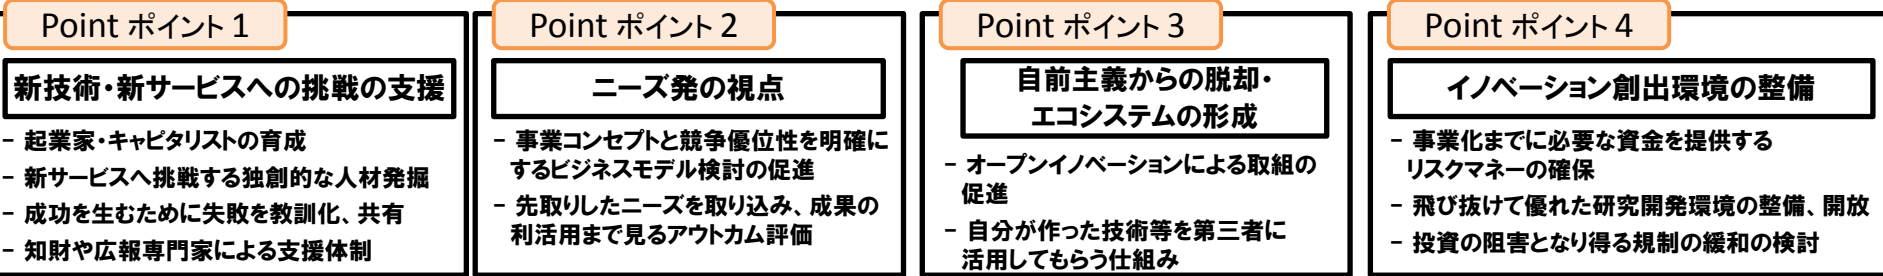 Point ポイント 1
新技術・新サービスへの挑戦の支援
− 起業家・キャピタリストの育成
− 新サービスへ挑戦する独創的な人材発掘
− 成功を生むために失敗を教訓化、共有
− 知財や広報専門家による支援体制
Point ポイント 2
ニーズ発の視点
− 事業コンセプトと競争優位性を明確に
するビジネスモデル検討の促進
− 先取りしたニーズを取り込み、成果の
利活用まで見るアウトカム評価
Point ポイント 3
自前主義からの脱却・
エコシステムの形成
− オープンイノベーションによる取組の
促進
− 自分が作った技術等を第三者に
活用してもらう仕組み
Point ポイント 4
イノベーション創出環境の整備
− 事業化までに必要な資金を提供する
リスクマネーの確保
− 飛び抜けて優れた研究開発環境の整備、開放
− 投資の阻害となり得る規制の緩和の検討